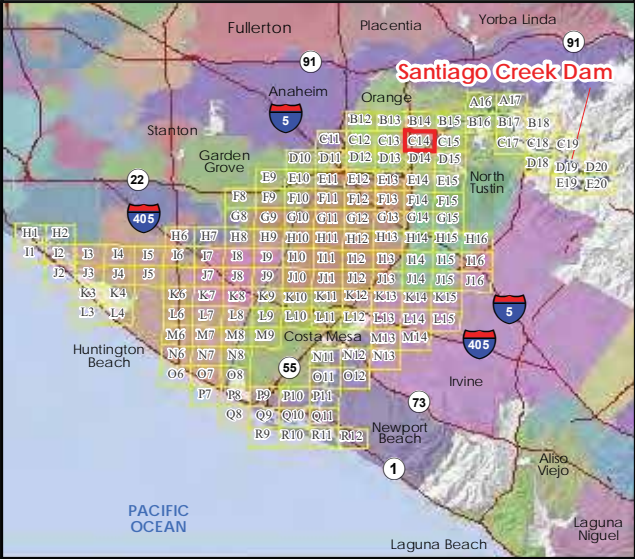 Fullerton
Placentia
Yorba Linda
91
91
Santiago Creek Dam
Anaheim
Orange
A16 A17
5
B12 B13 B14 B15 B16 B17 B18
Stanton
C11 C12 C13 C14 C15 C17 C18 C19
Garden
Grove
D10 D11 D12 D13 D14 D15 D18 D19 D20
22
E9 E10 E11 E12 E13 E14 E15 E19 E20
North
Tustin
F8 F9 F10 F11 F12 F13 F14 F15
405
G8 G9 G10 G11 G12 G13 G14 G15
H1 H2 H6 H7 H8 H9 H10 H11 H12 H13 H14 H15 H16
I1 I2 I3 I4 I5 I6 I7 I8 I9 I10 I11 I12 I13 I14 I15 I16
J2 J3 J4 J5 J7 J8 J9 J10 J11 J12 J13 J14 J15 J16
K3 K4 K6 K7 K8 K9 K10 K11 K12 K13 K14 K15
5
L3 L4 L6 L7 L8 L9 L10 L11 L12 L13 L14 L15
M6 M7 M8 M9 Costa Mesa M13 M14
405
Huntington
Beach
N6 N7 N8 N11 N12 N13
55
O6 O7 O8 O11 O12
Irvine
P7 P8 P9 P10 P11
73
Q8 Q9 Q10 Q11
Newport
Beach
R9 R10 R11 R12
1
Aliso
Viejo
PACIFIC
OCEAN
Laguna
Niguel
Laguna Beach